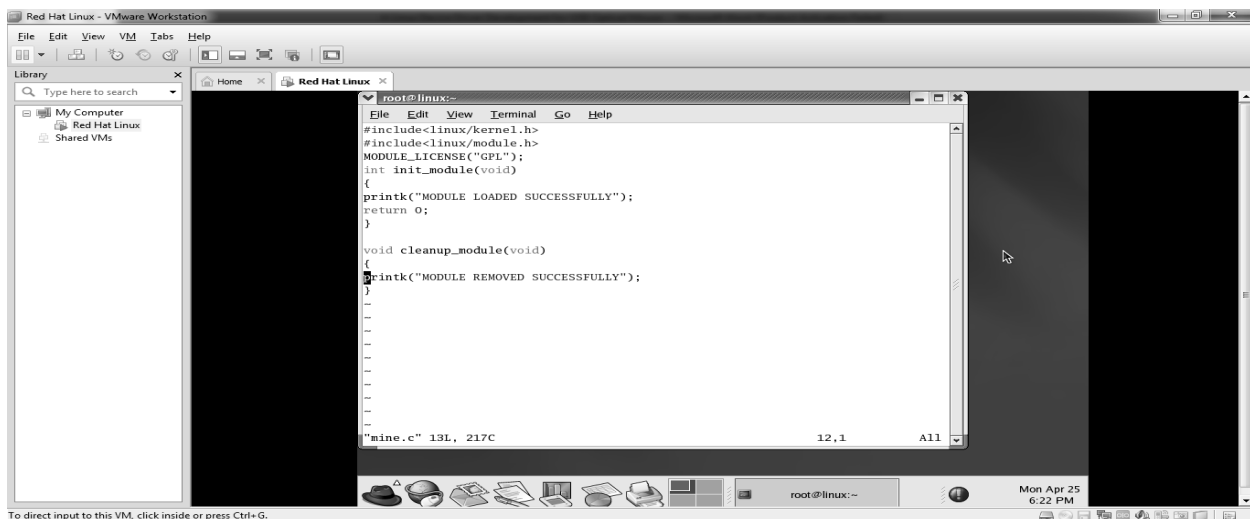 Red Hat Linux - VMware Workstation
File Edit View VM Tabs Help
Library
Type here to search
My Computer
Red Hat Linux
Shared VMs
Home
Red Hat Linux
root@linux:~
File Edit View Terminal Go Help
#include<linux/kernel.h>
#include<linux/module.h>
MODULE_LICENSE("GPL");
int init_module(void)
{
printk("MODULE LOADED SUCCESSFULLY");
return 0;
}
void cleanup_module(void)
{
printk("MODULE REMOVED SUCCESSFULLY");
}
~
~
~
~
~
~
~
~
~
~
"mine.c" 13L, 217C 12,1 All
root@linux:~
Mon Apr 25
6:22 PM
To direct input to this VM, click inside or press Ctrl+G.